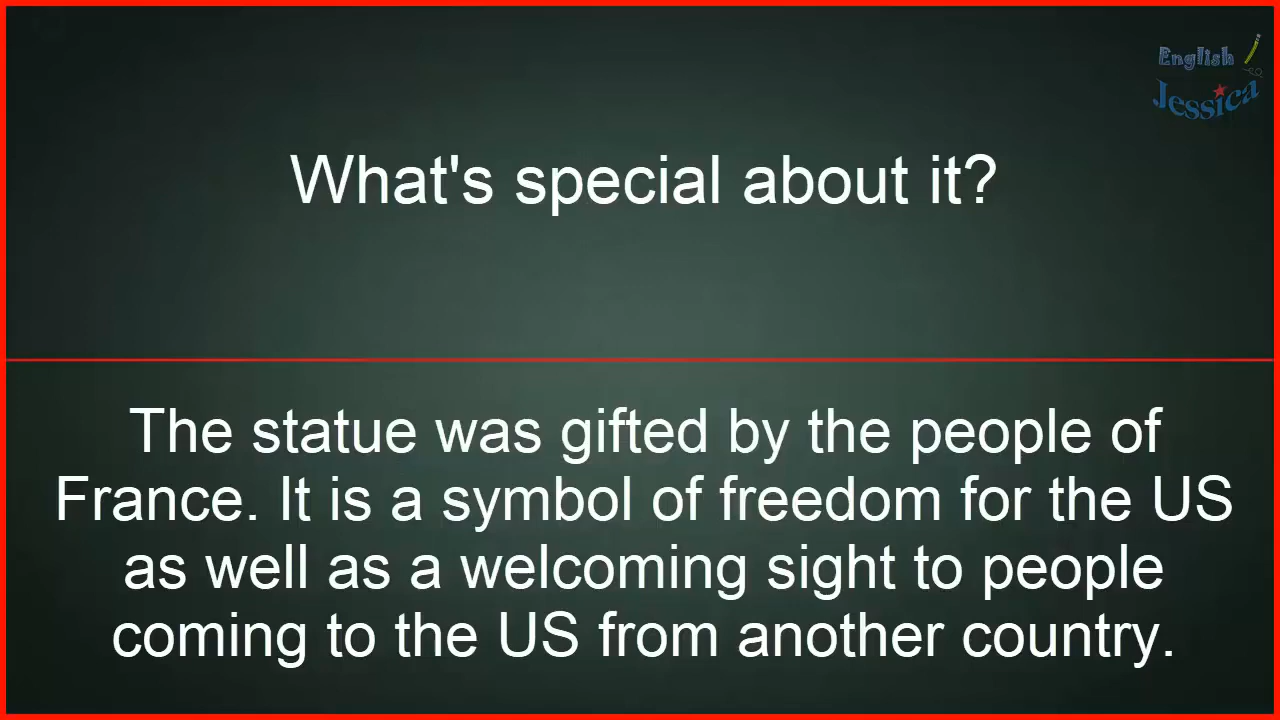 English
Jessica
What's special about it?
The statue was gifted by the people of
France. It is a symbol of freedom for the US
as well as a welcoming sight to people
coming to the US from another country.